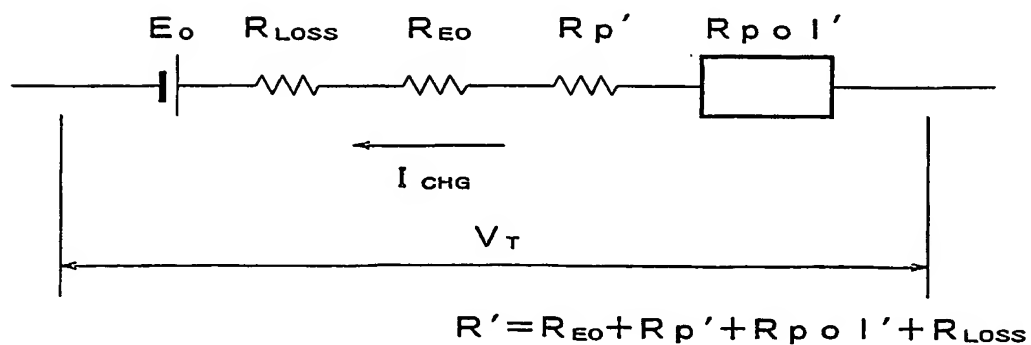 Eo RLOSS REO Rp' Rpol'
ICHG
VT
R'=REO+Rp'+Rpol'+RLOSS